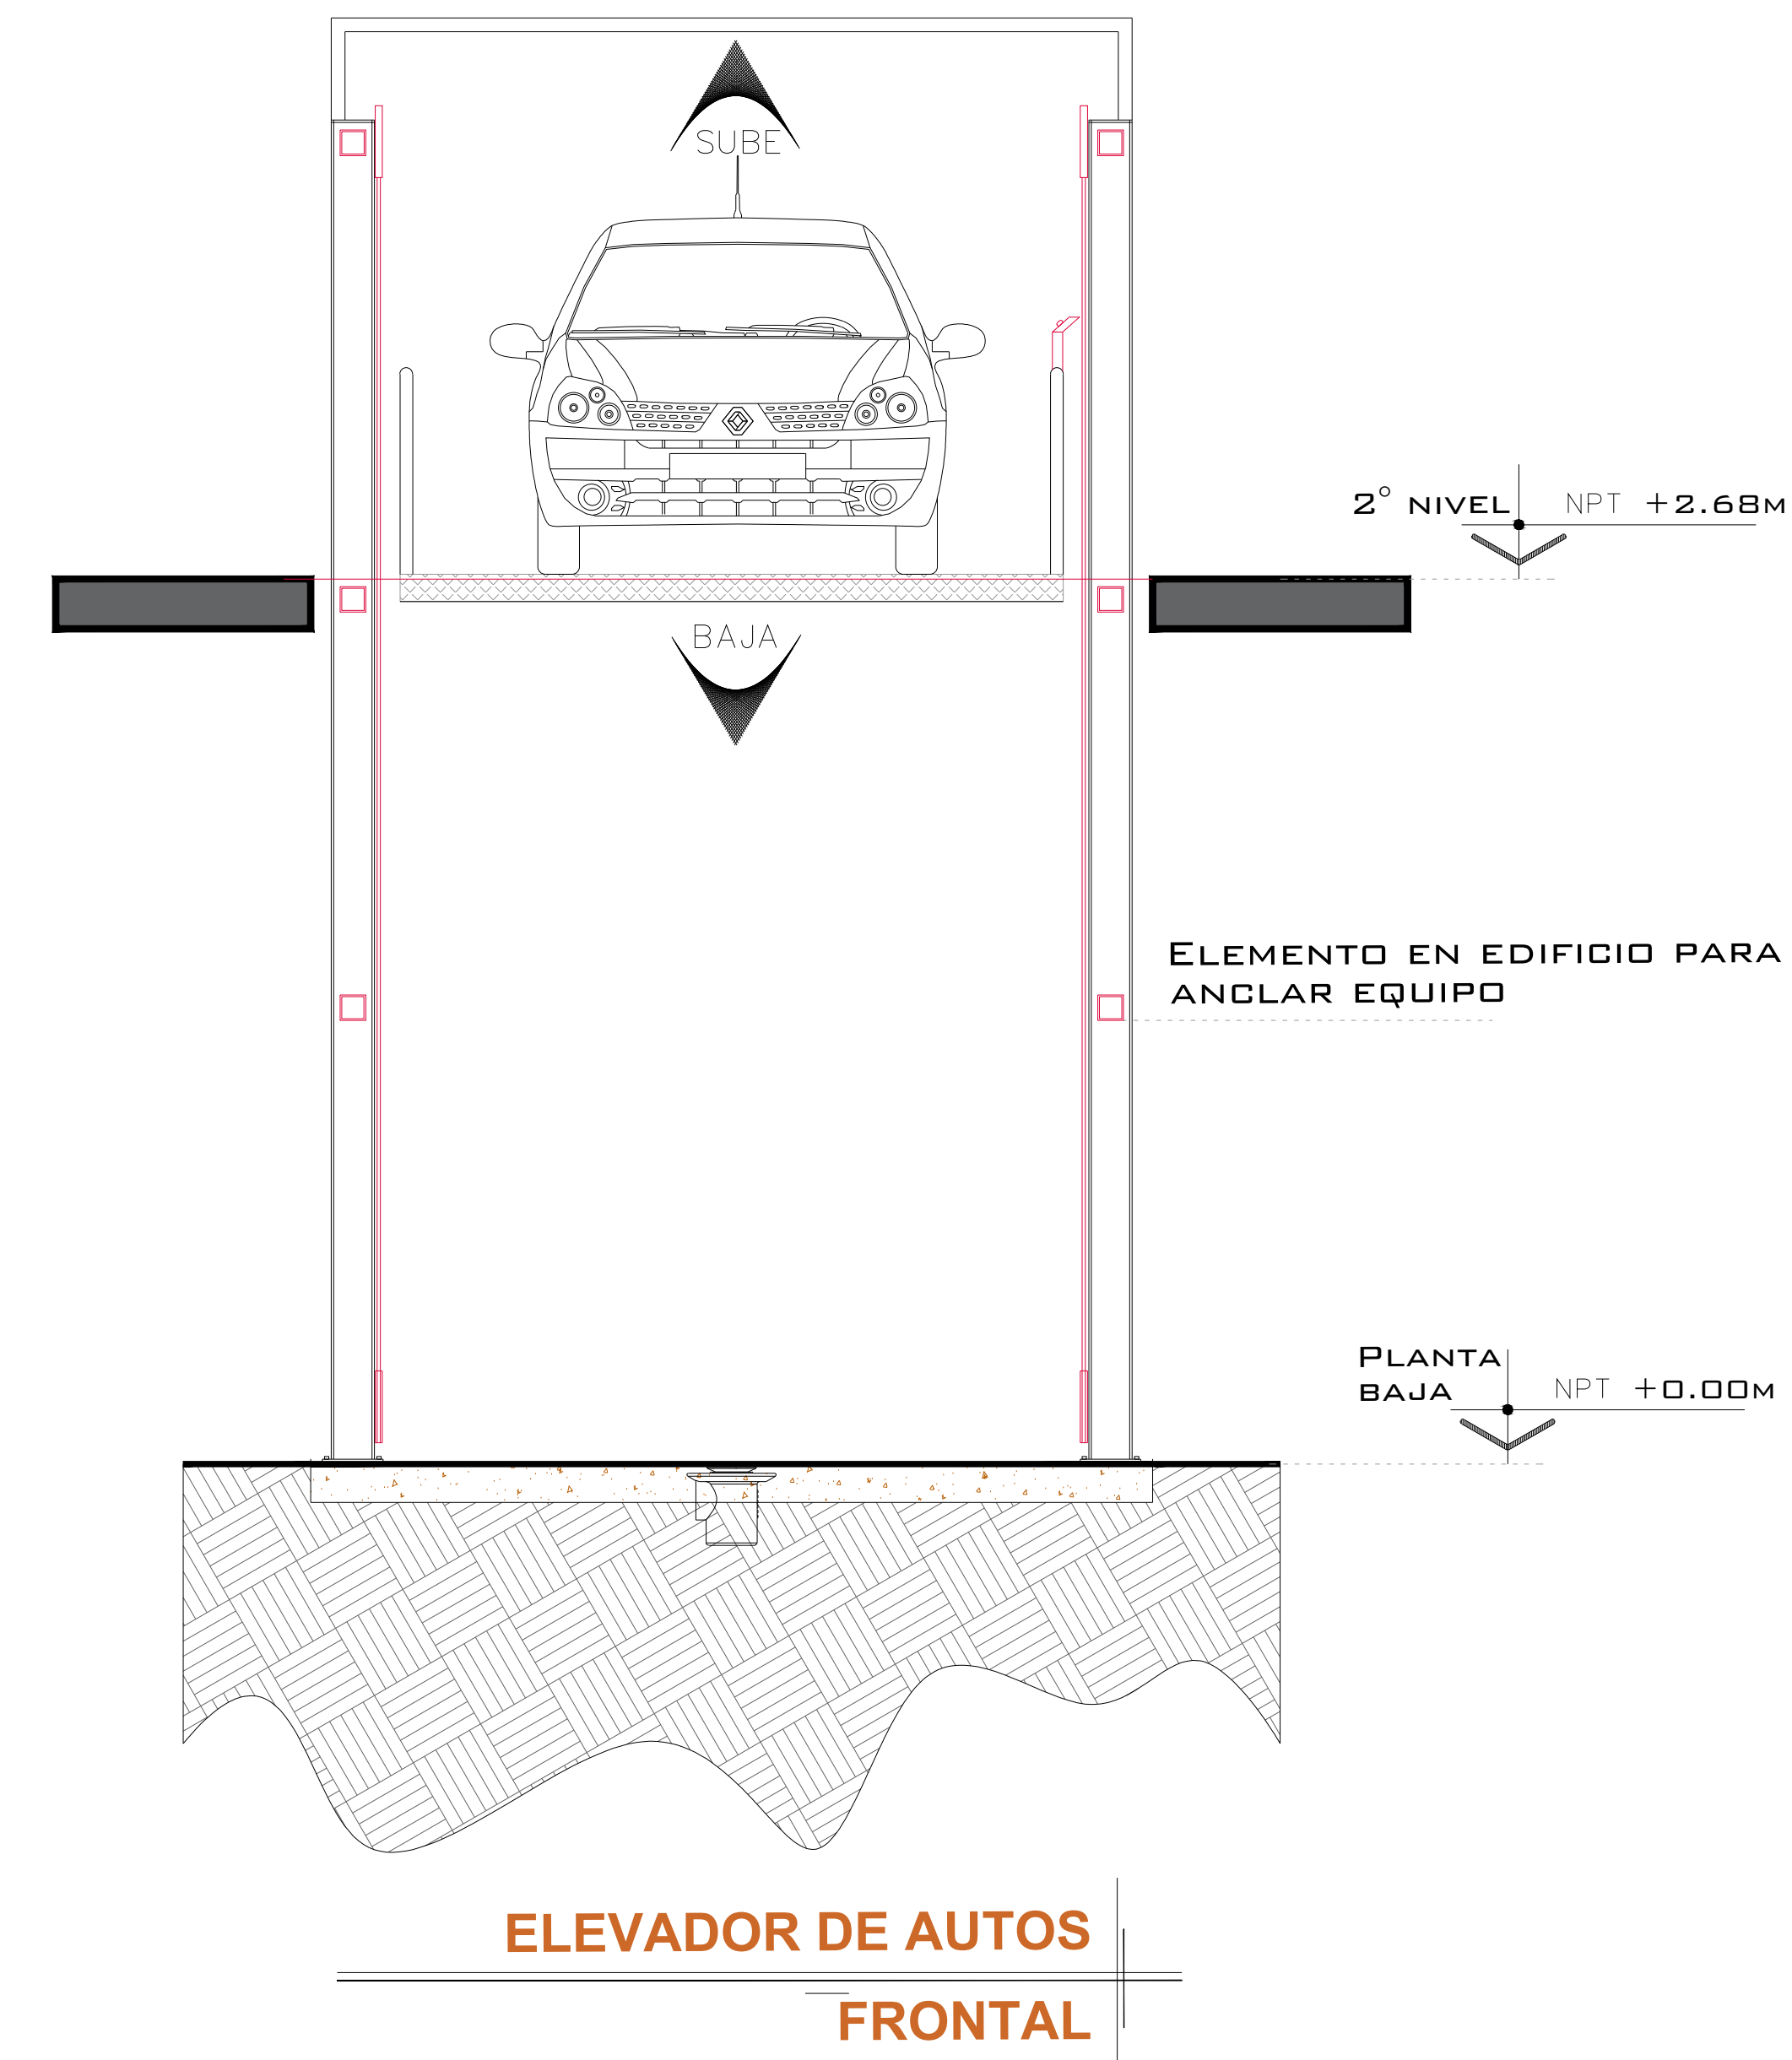 SUBE
2° NIVEL NPT +2.68M
BAJA
ELEMENTO EN EDIFICIO PARA
ANCLAR EQUIPO
PLANTA
BAJA NPT +0.00M
ELEVADOR DE AUTOS
FRONTAL